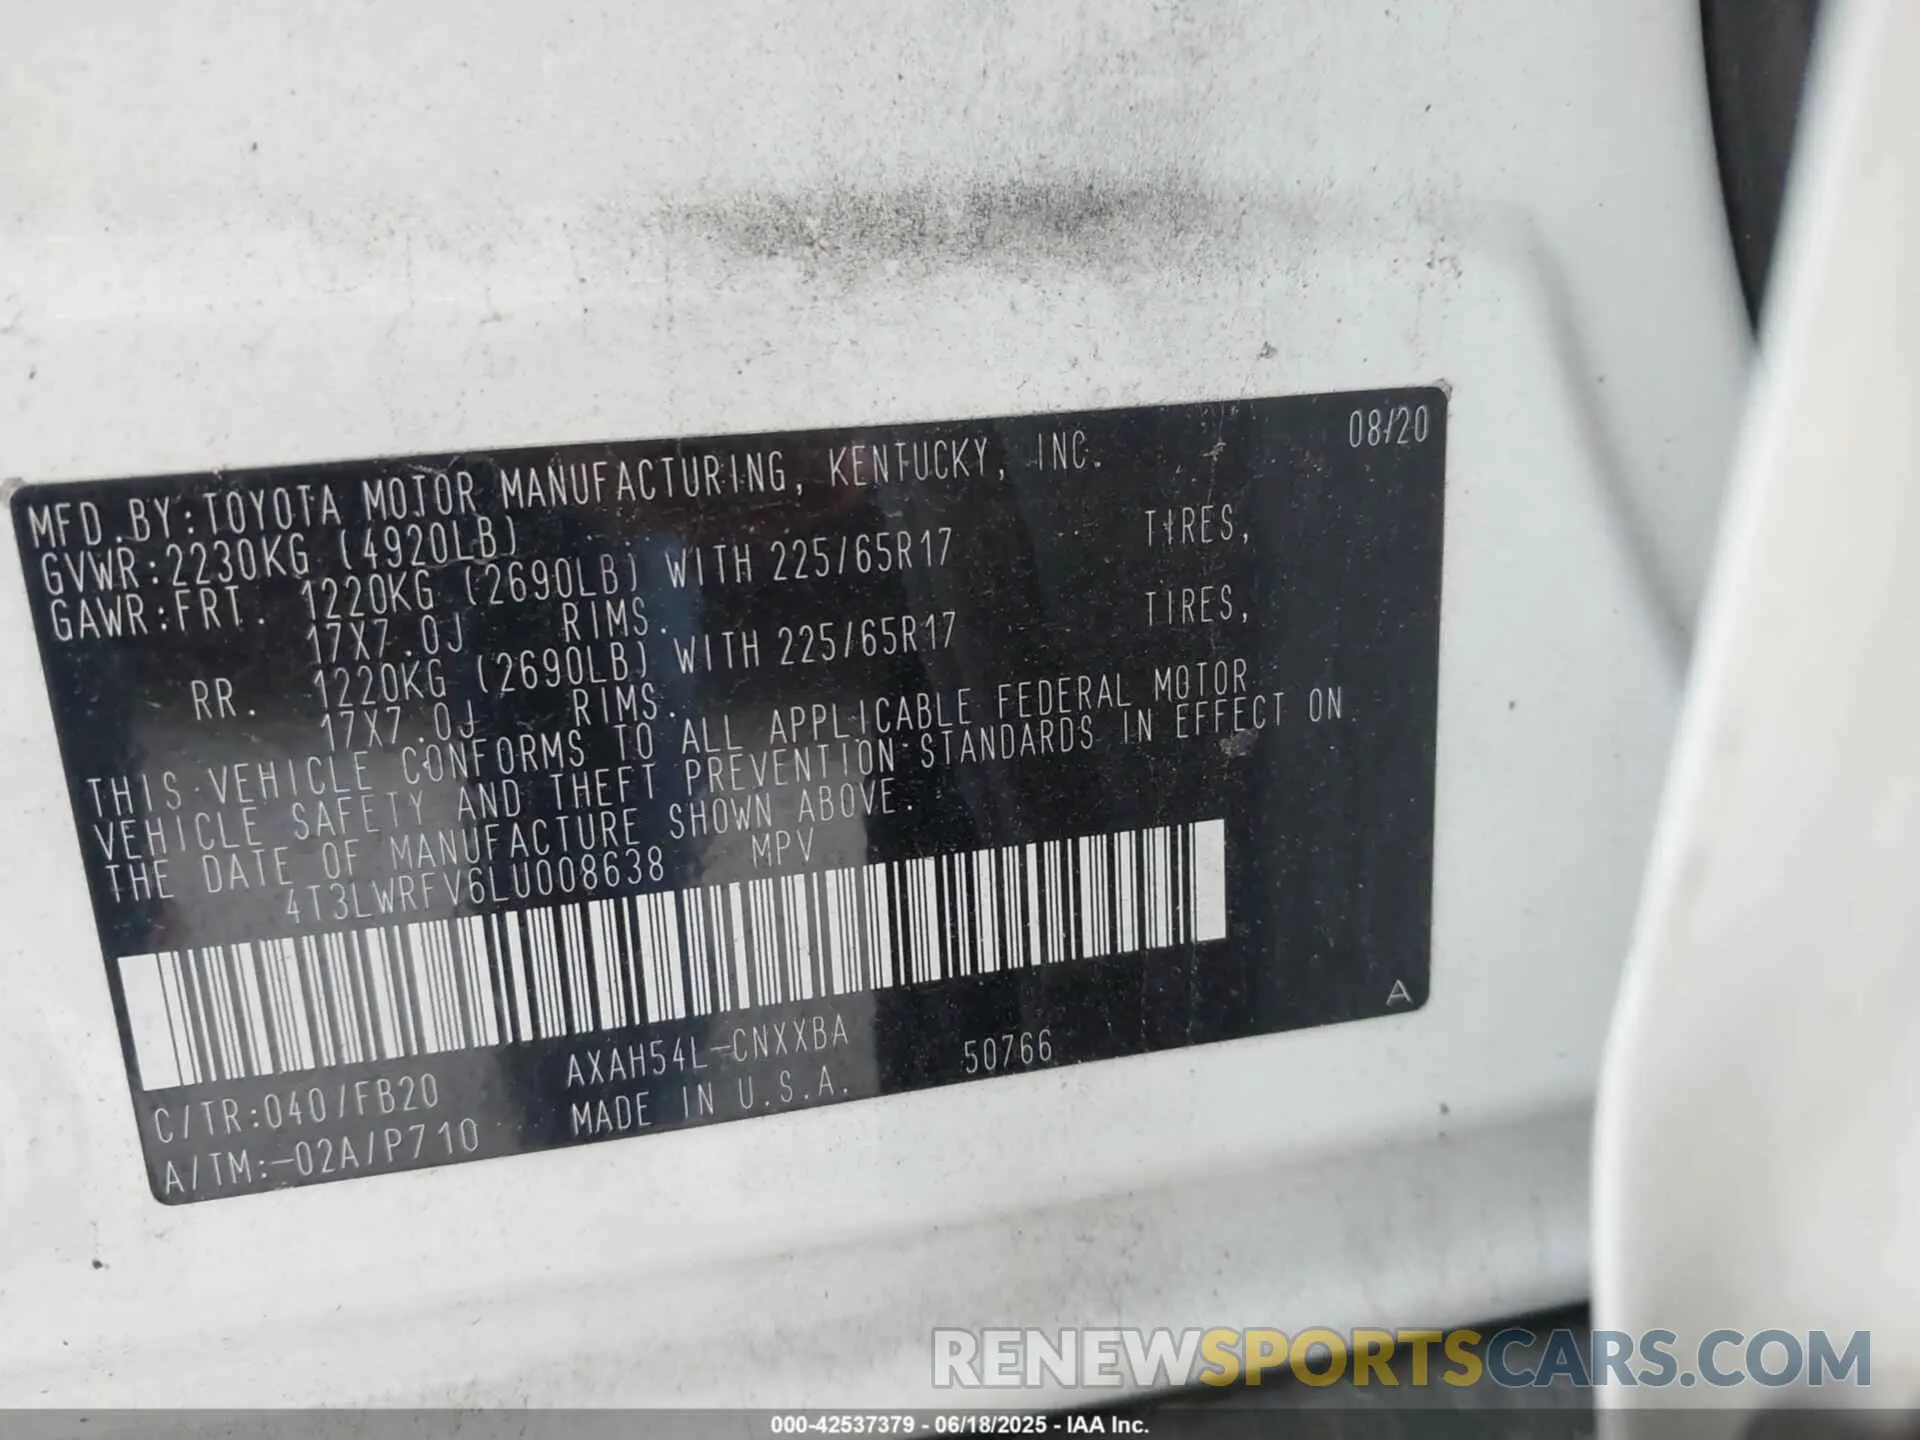 08/20
MFD.BY:TOYOTA MOTOR MANUFACTURING, KENTUCKY, INC.
GVWR:2230KG (4920LB)
GAWR:FRT. 1220KG (2690LB) WITH 225/65R17 TIRES,
17X7.0J RIMS.
RR. 1220KG (2690LB) WITH 225/65R17 TIRES,
17X7.0J RIMS.
THIS VEHICLE CONFORMS TO ALL APPLICABLE FEDERAL MOTOR
VEHICLE SAFETY AND THEFT PREVENTION STANDARDS IN EFFECT ON
THE DATE OF MANUFACTURE SHOWN ABOVE.
4T3LWRFV6LU008638 MPV
A
C/TR:040/FB20 AXAH54L-CNXXBA 50766
A/TM:-02A/P710 MADE IN U.S.A.
RENEWSPORTSCARS.COM
000-42537379 - 06/18/2025 - IAA Inc.